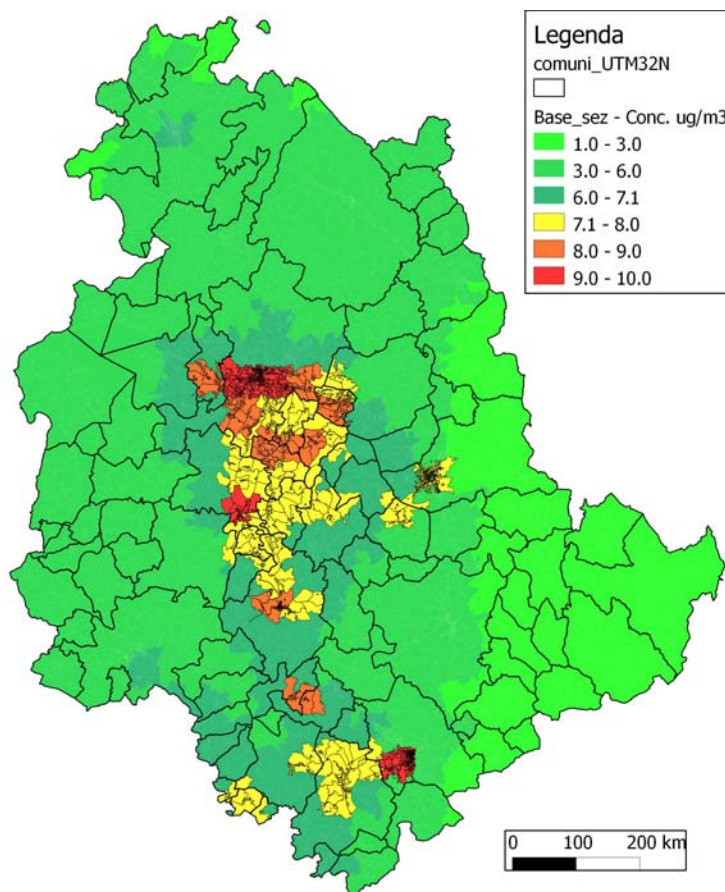 Legenda
comuni_UTM32N
Base_sez - Conc. ug/m3
1.0 - 3.0
3.0 - 6.0
6.0 - 7.1
7.1 - 8.0
8.0 - 9.0
9.0 - 10.0
0 100 200 km